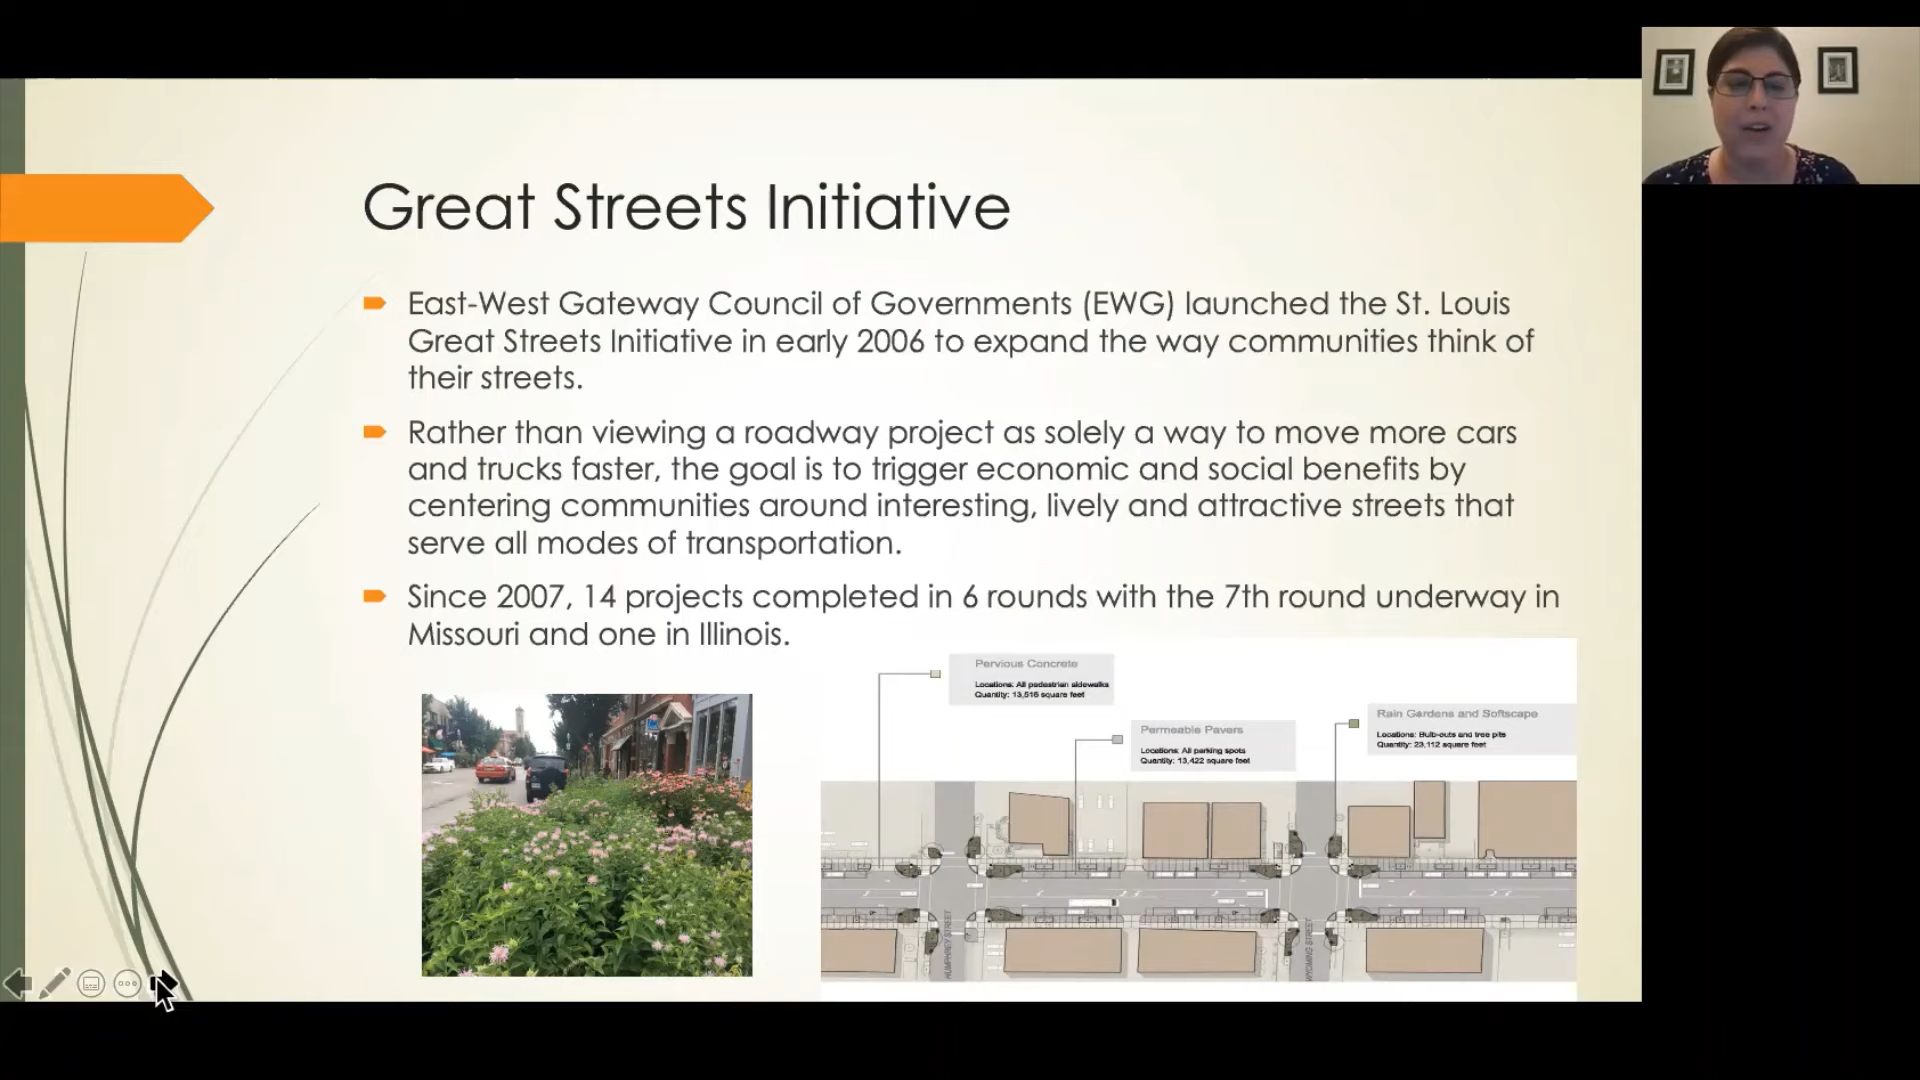 Great Streets Initiative
East-West Gateway Council of Governments (EWG) launched the St. Louis
Great Streets Initiative in early 2006 to expand the way communities think of
their streets.
Rather than viewing a roadway project as solely a way to move more cars
and trucks faster, the goal is to trigger economic and social benefits by
centering communities around interesting, lively and attractive streets that
serve all modes of transportation.
Since 2007, 14 projects completed in 6 rounds with the 7th round underway in
Missouri and one in Illinois.
Pervious Concrete
Locations: All pedestrian sidewalks
Quantity: 13,516 square feet
Permeable Pavers
Locations: All parking spots
Quantity: 13,422 square feet
Rain Gardens and Softscape
Locations: Bulb-outs and tree pits
Quantity: 23,112 square feet
HUMPHREY STREET
WYOMING STREET